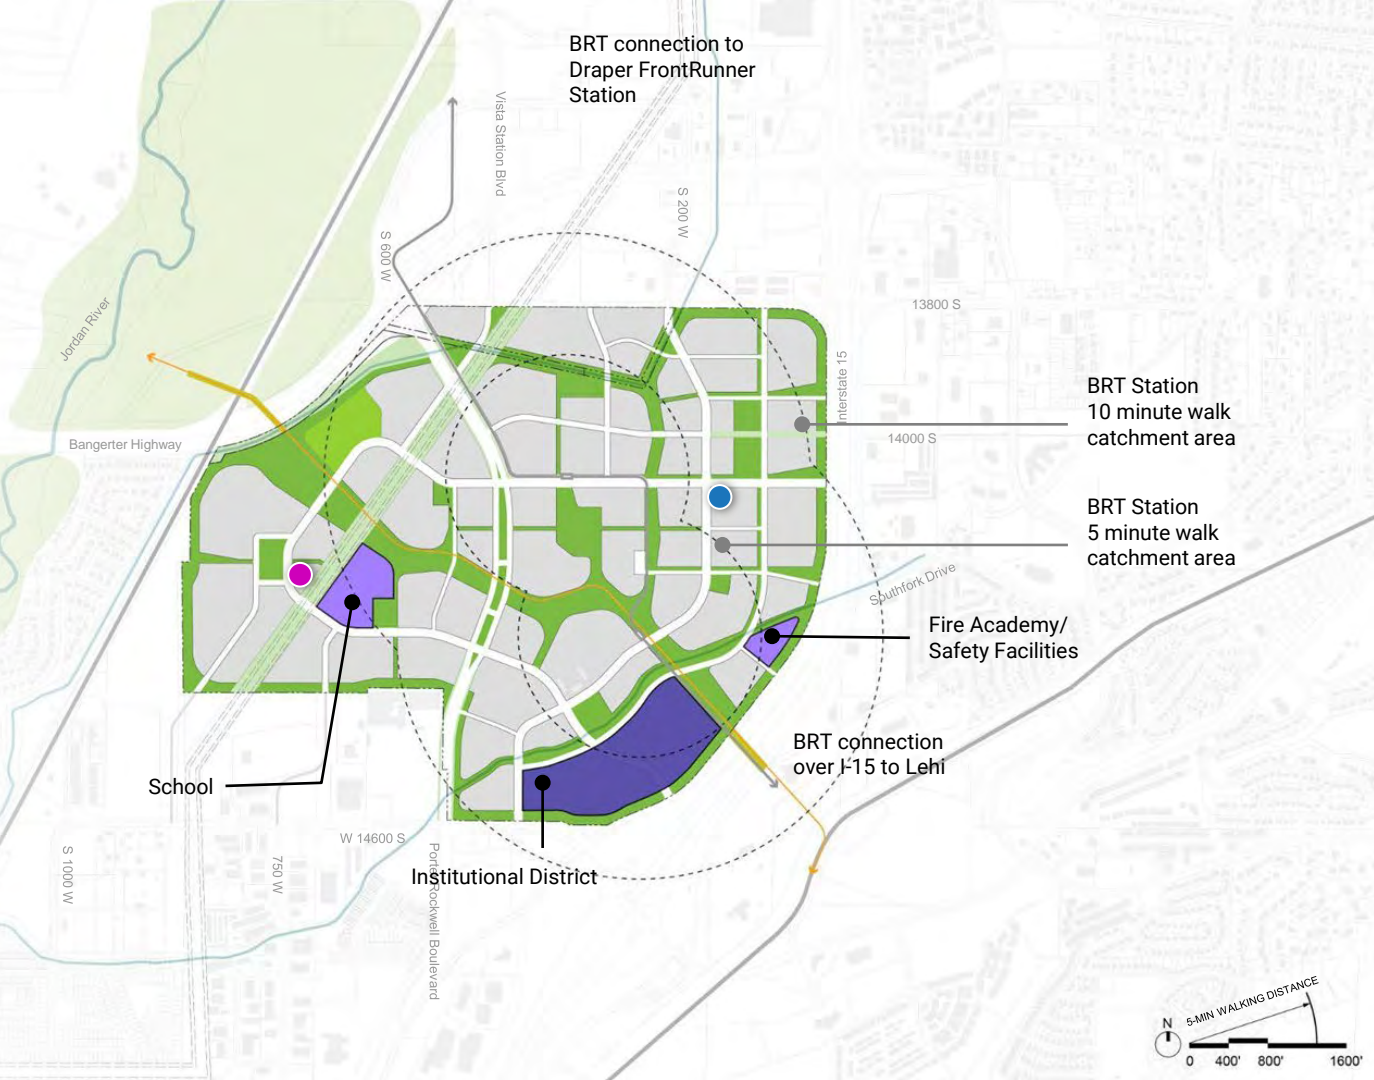 BRT connection to
Draper FrontRunner
Station
Vista Station Blvd
S 200 W
S 600 W
13800 S
Jordan River
Interstate 15
BRT Station
10 minute walk
catchment area
Bangerter Highway
14000 S
BRT Station
5 minute walk
catchment area
Southfork Drive
Fire Academy/
Safety Facilities
BRT connection
over I-15 to Lehi
School
W 14600 S
S 1000 W
750 W
Porter Rockwell Boulevard
Institutional District
5-MIN WALKING DISTANCE
N
0 400' 800' 1600'